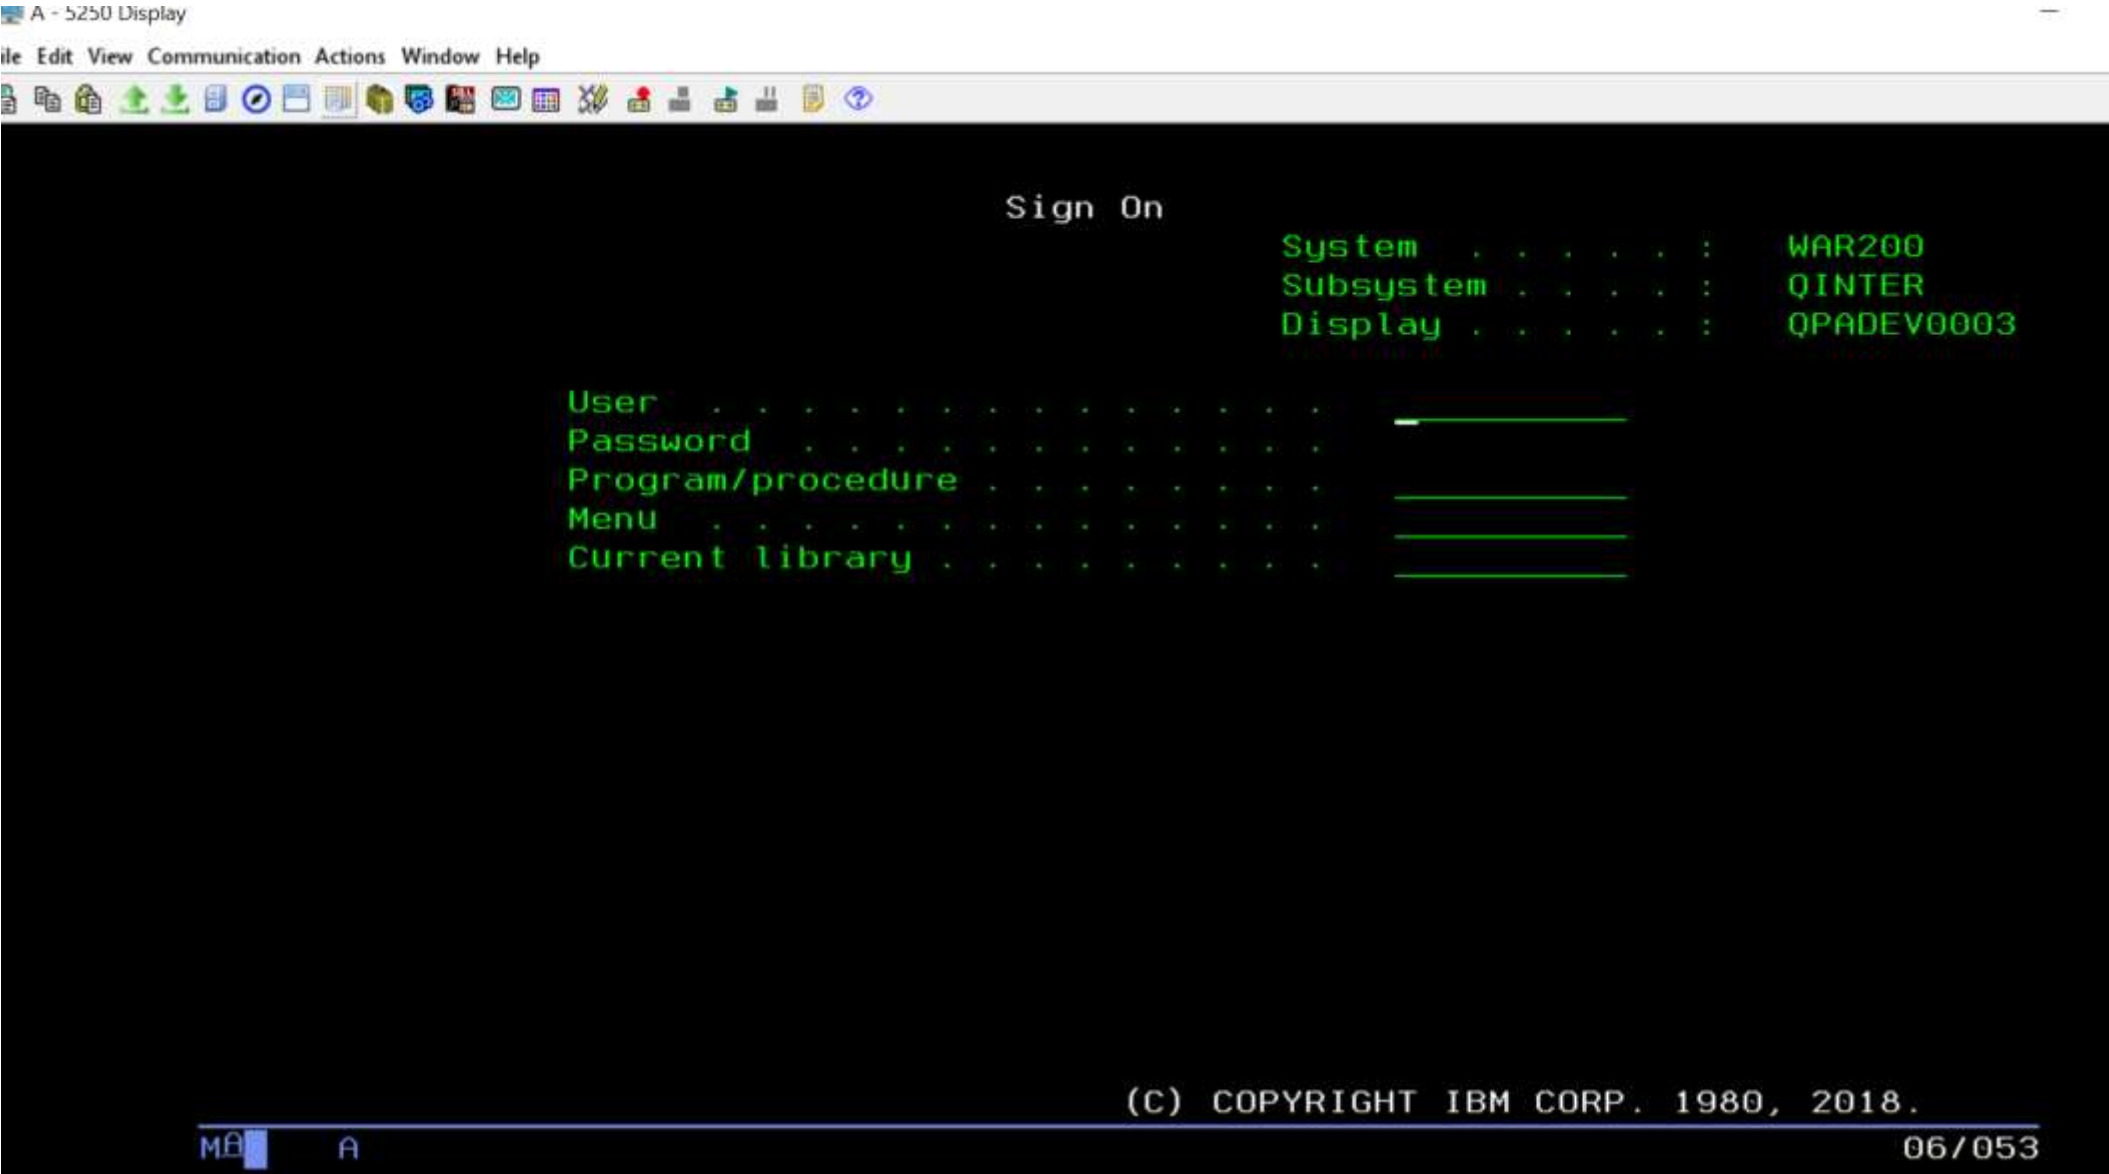 A - 5250 Display
ile Edit View Communication Actions Window Help
Sign On
System . . . . . : WAR200
Subsystem . . . . : QINTER
Display . . . . . : QPADEV0003
User . . . . . . . . . . . . . .
Password . . . . . . . . . . . .
Program/procedure . . . . . . . .
Menu . . . . . . . . . . . . . .
Current library . . . . . . . . .
(C) COPYRIGHT IBM CORP. 1980, 2018.
MA A 06/053